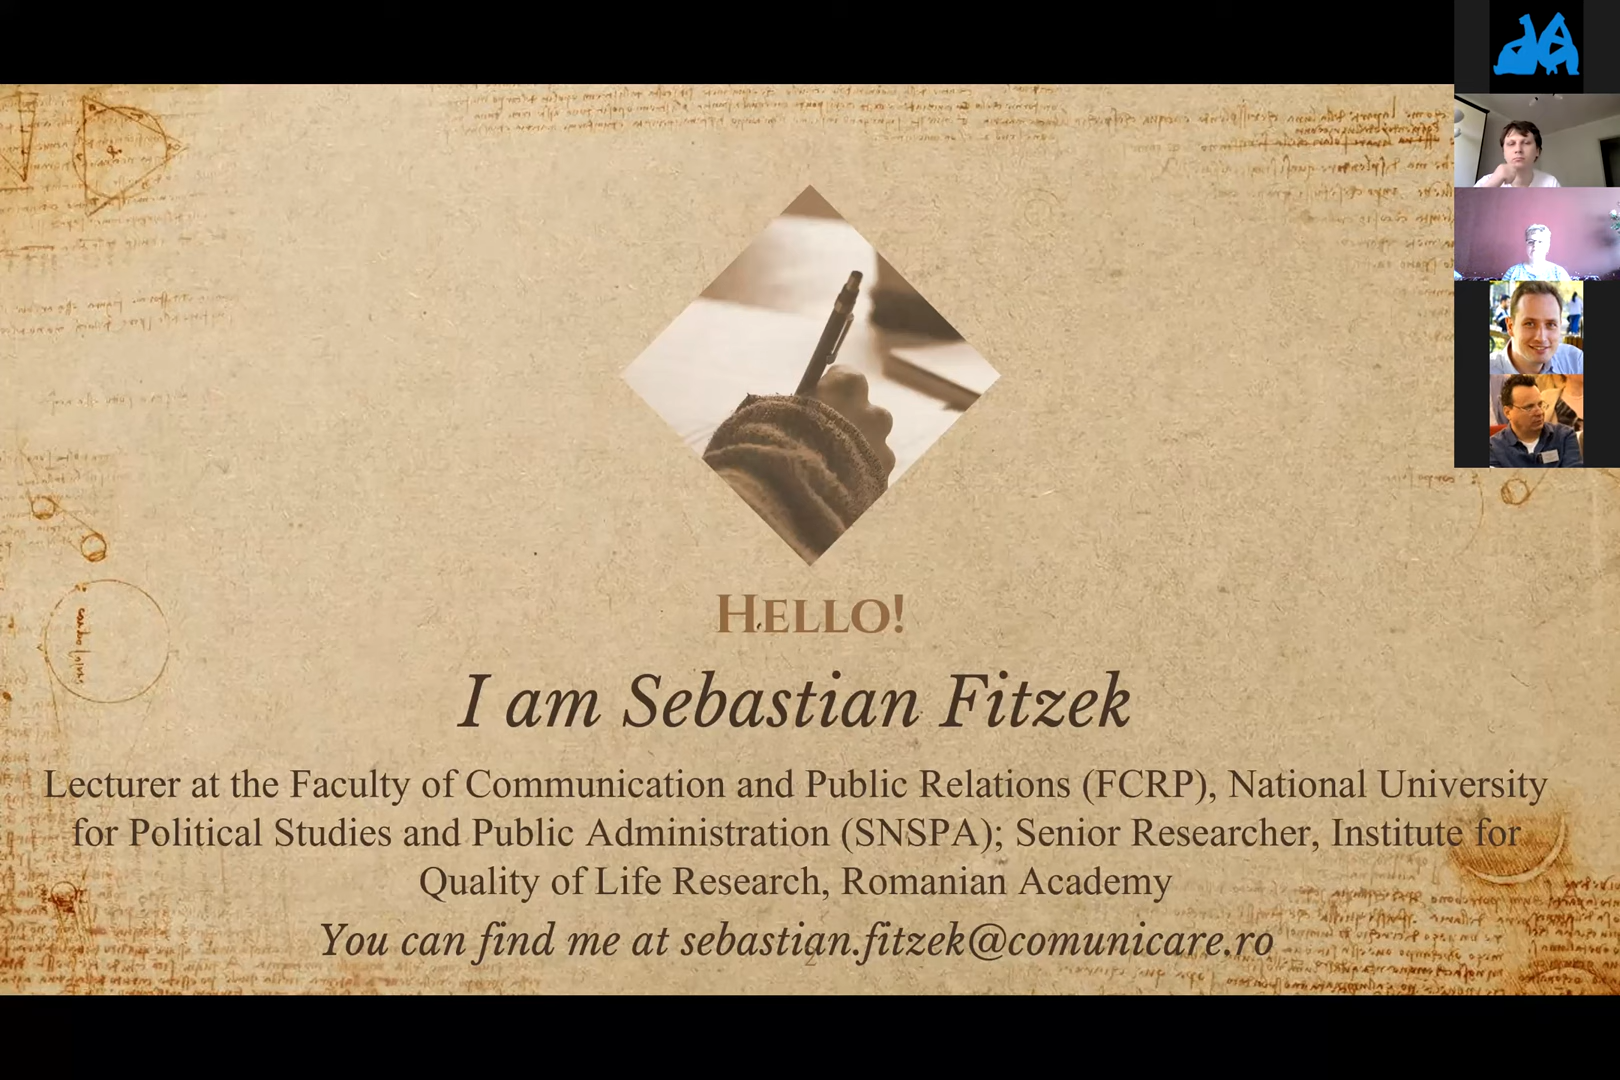 HELLO!
I am Sebastian Fitzek
Lecturer at the Faculty of Communication and Public Relations (FCRP), National University
for Political Studies and Public Administration (SNSPA); Senior Researcher, Institute for
Quality of Life Research, Romanian Academy
You can find me at sebastian.fitzek@comunicare.ro